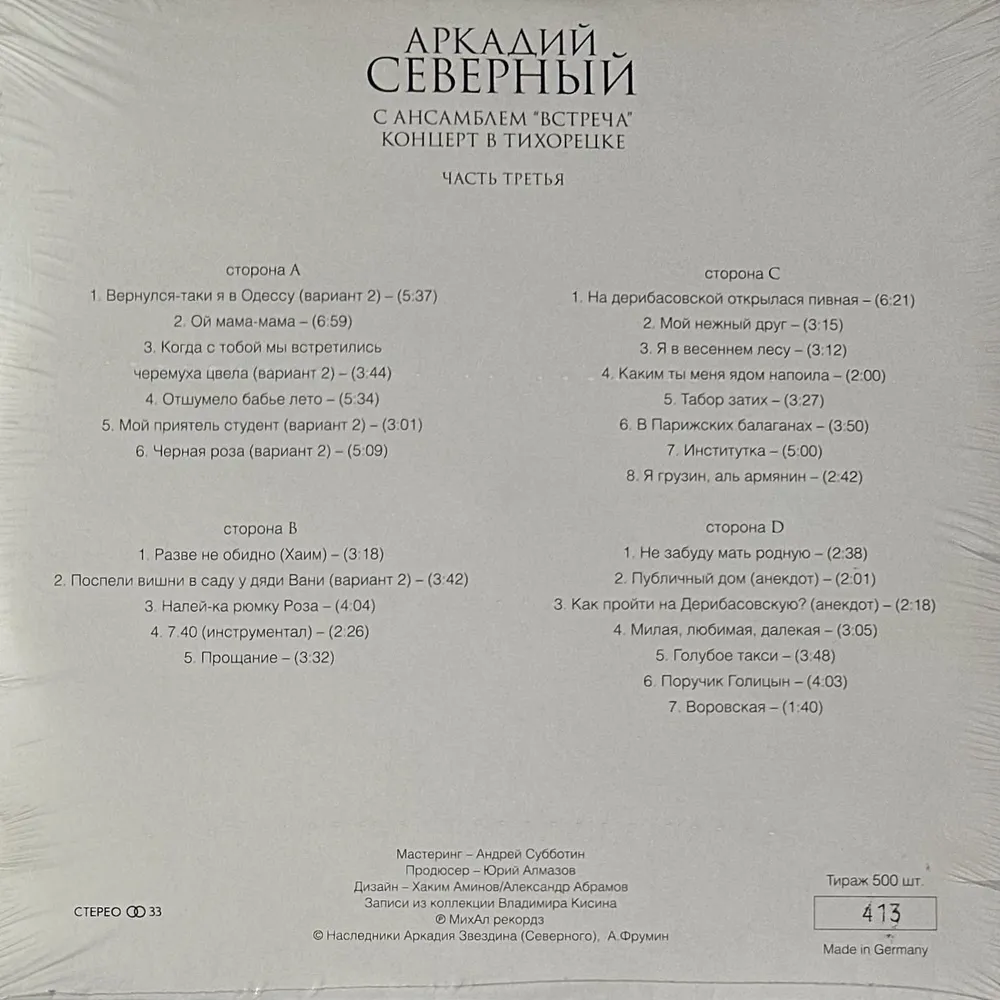 АРКАДИЙ
СЕВЕРНЫЙ
С АНСАМБЛЕМ "ВСТРЕЧА"
КОНЦЕРТ В ТИХОРЕЦКЕ
ЧАСТЬ ТРЕТЬЯ
сторона А
1. Вернулся-таки я в Одессу (вариант 2) – (5:37)
2. Ой мама-мама – (6:59)
3. Когда с тобой мы встретились
черемуха цвела (вариант 2) – (3:44)
4. Отшумело бабье лето – (5:34)
5. Мой приятель студент (вариант 2) – (3:01)
6. Черная роза (вариант 2) – (5:09)
сторона B
1. Разве не обидно (Хаим) – (3:18)
2. Поспели вишни в саду у дяди Вани (вариант 2) – (3:42)
3. Налей-ка рюмку Роза – (4:04)
4. 7.40 (инструментал) – (2:26)
5. Прощание – (3:32)
сторона C
1. На дерибасовской открылася пивная – (6:21)
2. Мой нежный друг – (3:15)
3. Я в весеннем лесу – (3:12)
4. Каким ты меня ядом напоила – (2:00)
5. Табор затих – (3:27)
6. В Парижских балаганах – (3:50)
7. Институтка – (5:00)
8. Я грузин, аль армянин – (2:42)
сторона D
1. Не забуду мать родную – (2:38)
2. Публичный дом (анекдот) – (2:01)
3. Как пройти на Дерибасовскую? (анекдот) – (2:18)
4. Милая, любимая, далекая – (3:05)
5. Голубое такси – (3:48)
6. Поручик Голицын – (4:03)
7. Воровская – (1:40)
Мастеринг – Андрей Субботин
Продюсер – Юрий Алмазов
Дизайн – Хаким Аминов/Александр Абрамов
Записи из коллекции Владимира Кисина
℗ МихАл рекордз
© Наследники Аркадия Звездина (Северного), А.Фрумин
СТЕРЕО 33
Тираж 500 шт.
413
Made in Germany